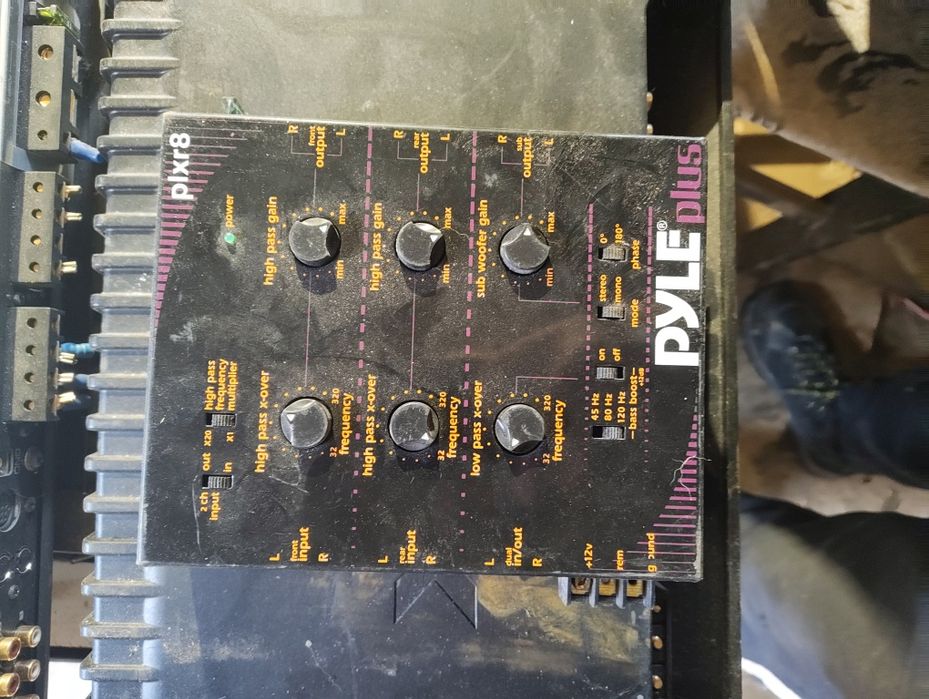 plxr8
power
2 ch
input
out
in
X20
X1
high pass
frequency
multiplier
L
front
input
R
high pass x-over
32
frequency
320
high pass gain
min
max
R
front
output
L
L
rear
input
R
high pass x-over
32
frequency
320
high pass gain
min
max
R
rear
output
L
L
dual
in/out
R
low pass x-over
32
frequency
320
sub woofer gain
min
max
R
sub
output
L
+12v
rem
ground
45 Hz
80 Hz
120 Hz
on
off
bass boost
+12dB
stereo
mono
mode
0°
180°
phase
PYLE® plus